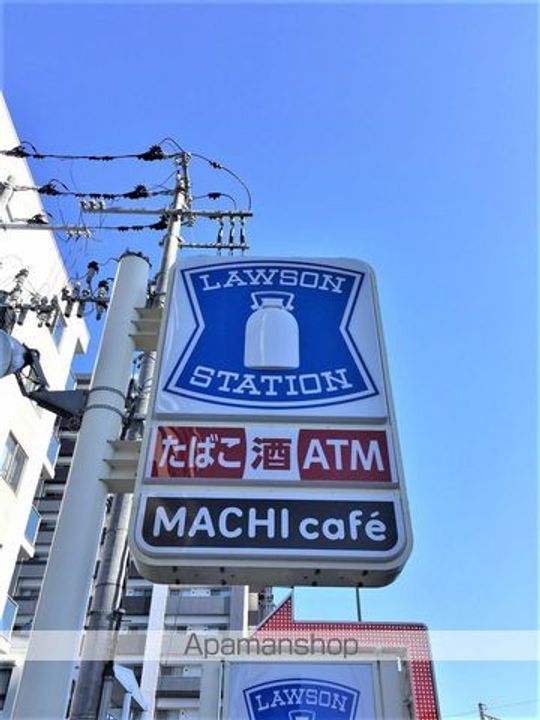 LAWSON
STATION
たばこ 酒 ATM
MACHI café
Apamanshop
LAWSON